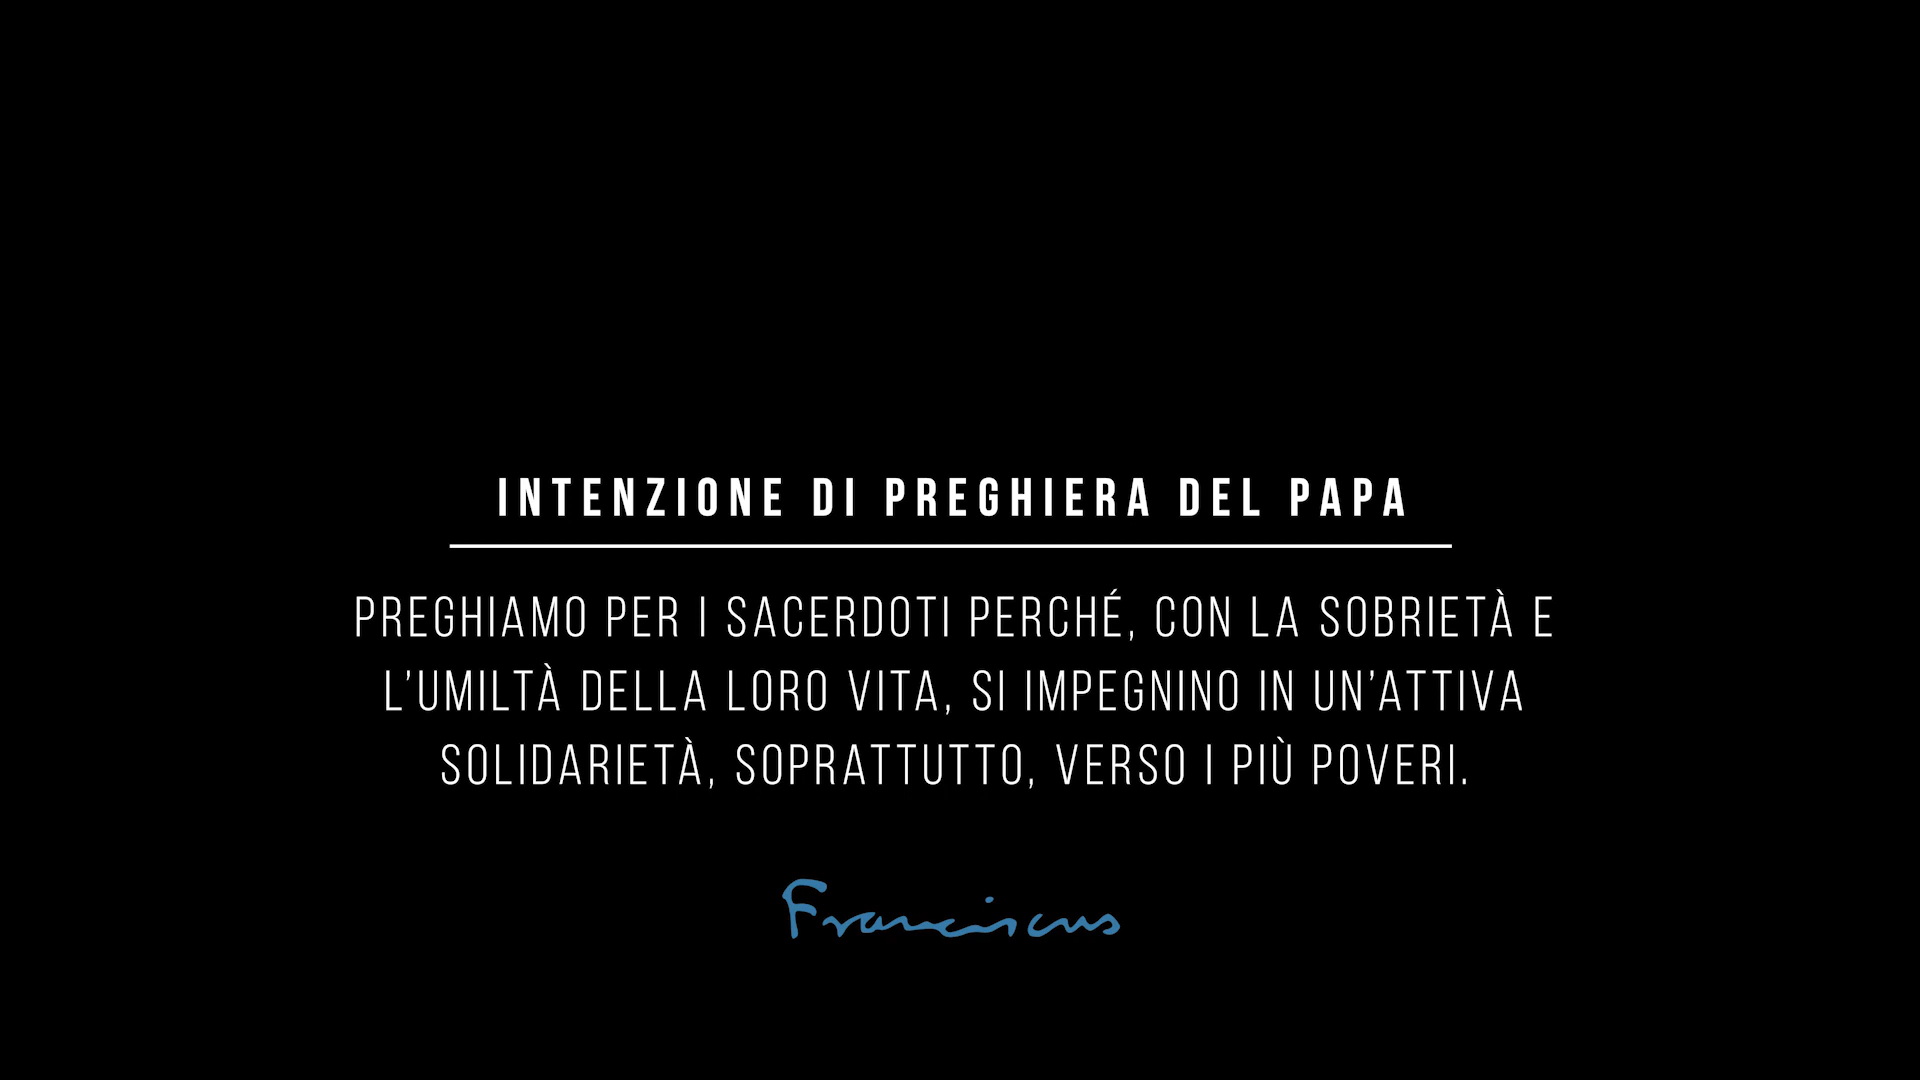 INTENZIONE DI PREGHIERA DEL PAPA
PREGHIAMO PER I SACERDOTI PERCHÉ, CON LA SOBRIETÀ E
L’UMILTÀ DELLA LORO VITA, SI IMPEGNINO IN UN’ATTIVA
SOLIDARIETÀ, SOPRATTUTTO, VERSO I PIÙ POVERI.
Franciscus